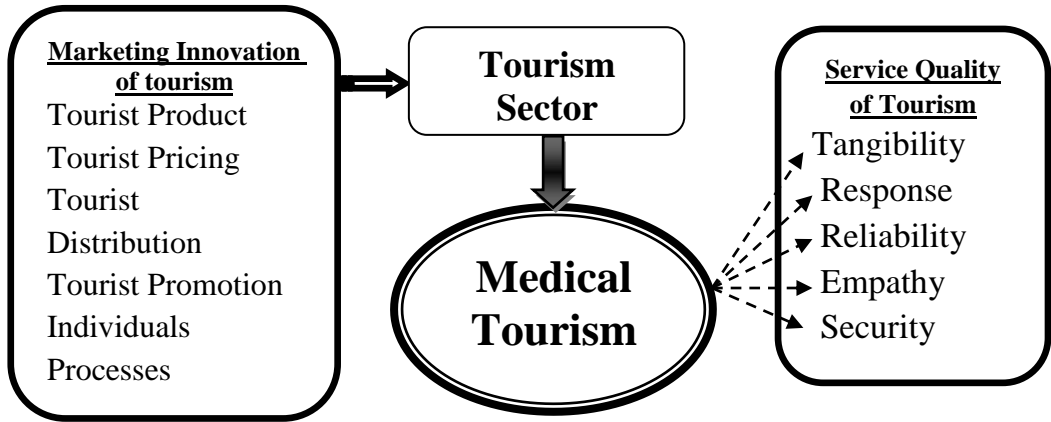 Marketing Innovation
of tourism
Tourist Product
Tourist Pricing
Tourist
Distribution
Tourist Promotion
Individuals
Processes
Tourism
Sector
Medical
Tourism
Service Quality
of Tourism
Tangibility
Response
Reliability
Empathy
Security